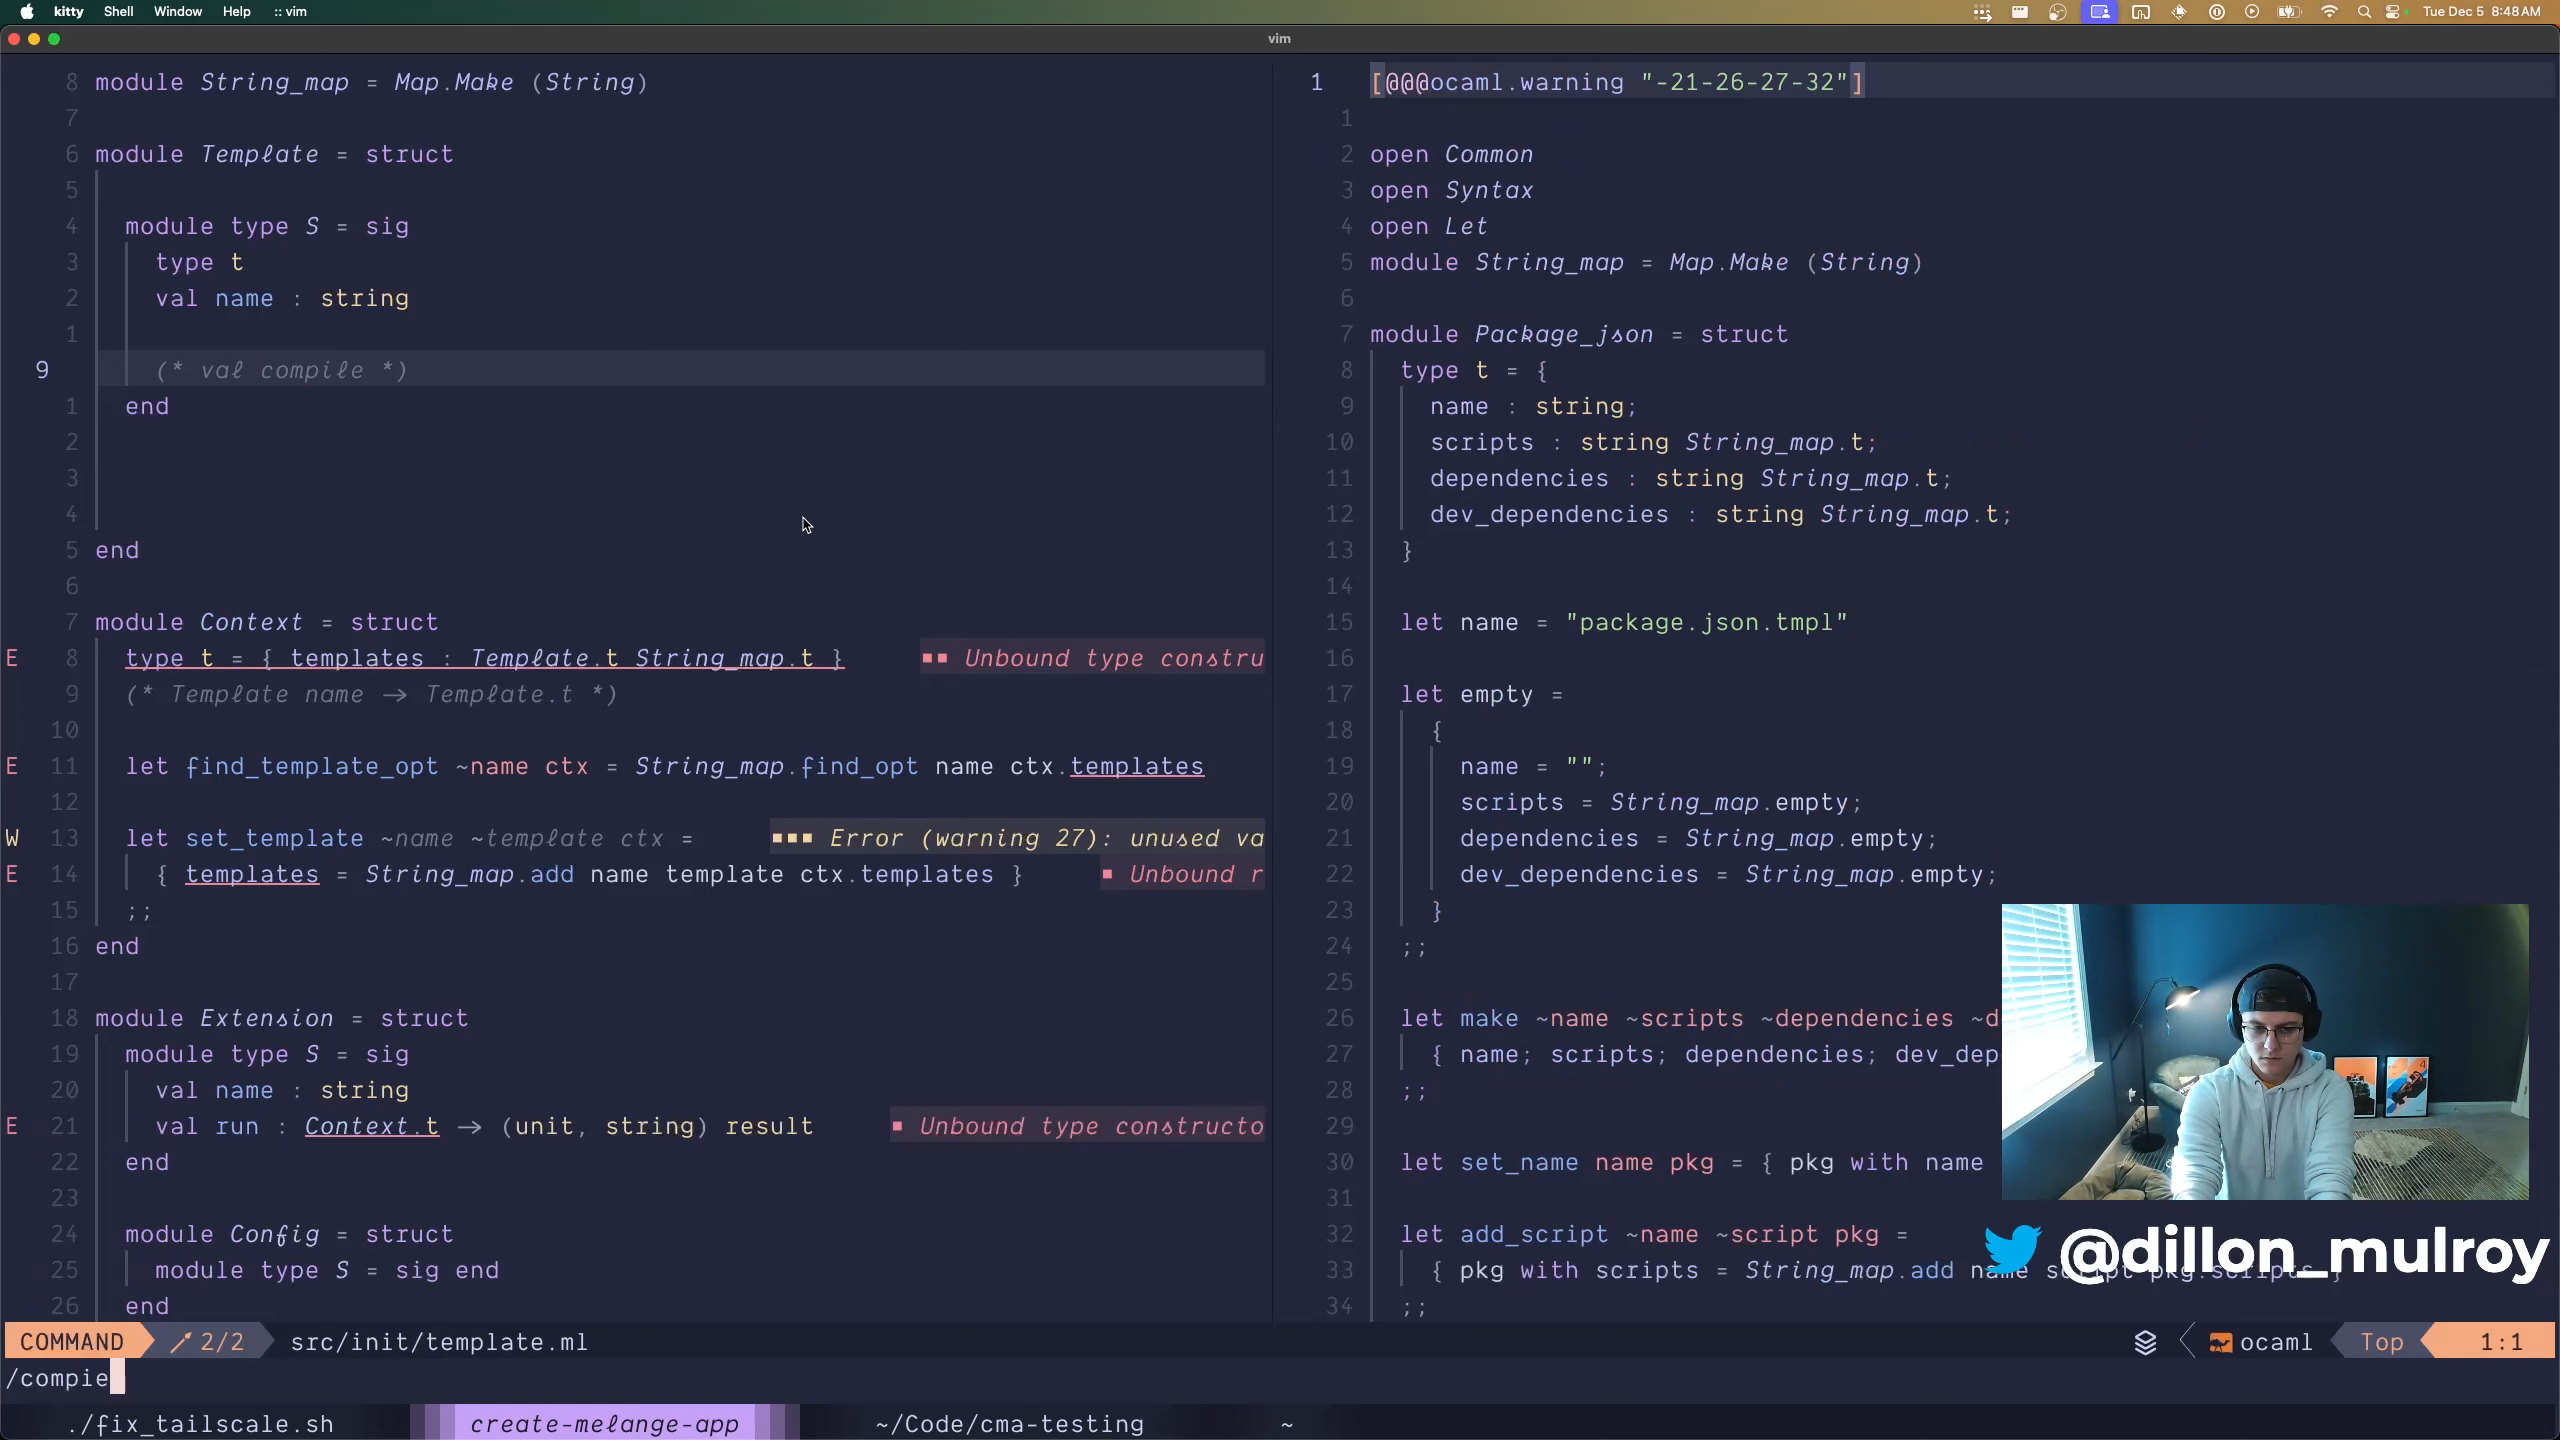 kitty Shell Window Help :: vim
Tue Dec 5 8:48 AM
vim
8 module String_map = Map.Make (String)
7
6 module Template = struct
5
4 module type S = sig
3 type t
2 val name : string
1
9 (* val compile *)
1 end
2
3
4
5 end
6
7 module Context = struct
E 8 type t = { templates : Template.t String_map.t } ■■ Unbound type constru
9 (* Template name → Template.t *)
10
E 11 let find_template_opt ~name ctx = String_map.find_opt name ctx.templates
12
W 13 let set_template ~name ~template ctx = ■■■ Error (warning 27): unused va
E 14 { templates = String_map.add name template ctx.templates } ■ Unbound r
15 ;;
16 end
17
18 module Extension = struct
19 module type S = sig
20 val name : string
E 21 val run : Context.t → (unit, string) result ■ Unbound type constructo
22 end
23
24 module Config = struct
25 module type S = sig end
26 end
1 [@@@ocaml.warning "-21-26-27-32"]
1
2 open Common
3 open Syntax
4 open Let
5 module String_map = Map.Make (String)
6
7 module Package_json = struct
8 type t = {
9 name : string;
10 scripts : string String_map.t;
11 dependencies : string String_map.t;
12 dev_dependencies : string String_map.t;
13 }
14
15 let name = "package.json.tmpl"
16
17 let empty =
18 {
19 name = "";
20 scripts = String_map.empty;
21 dependencies = String_map.empty;
22 dev_dependencies = String_map.empty;
23 }
24 ;;
25
26 let make ~name ~scripts ~dependencies ~d
27 { name; scripts; dependencies; dev_dep
28 ;;
29
30 let set_name name pkg = { pkg with name
31
32 let add_script ~name ~script pkg =
33 { pkg with scripts = String_map.add name script pkg.scripts }
34 ;;
@dillon_mulroy
COMMAND 2/2 src/init/template.ml ocaml Top 1:1
/compie
./fix_tailscale.sh create-melange-app ~/Code/cma-testing ~